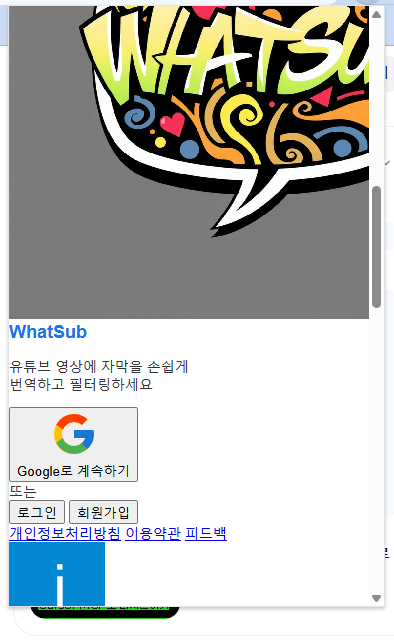 WHATSU
WhatSub
유튜브 영상에 자막을 손쉽게
번역하고 필터링하세요
Google로 계속하기
또는
로그인 회원가입
개인정보처리방침 이용약관 피드백
i